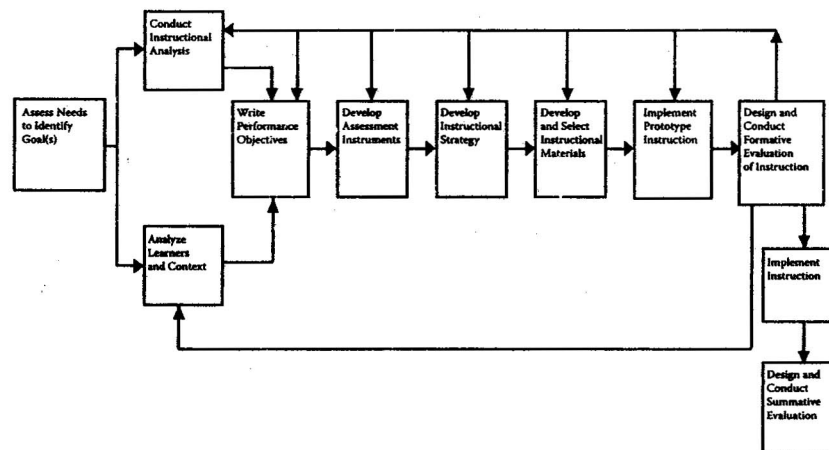 Conduct
Instructional
Analysis
Assess Needs
to Identify
Goal(s)
Write
Performance
Objectives
Develop
Assessment
Instruments
Develop
Instructional
Strategy
Develop
and Select
Instructional
Materials
Implement
Prototype
Instruction
Design and
Conduct
Formative
Evaluation
of Instruction
Analyze
Learners
and Context
Implement
Instruction
Design and
Conduct
Summative
Evaluation